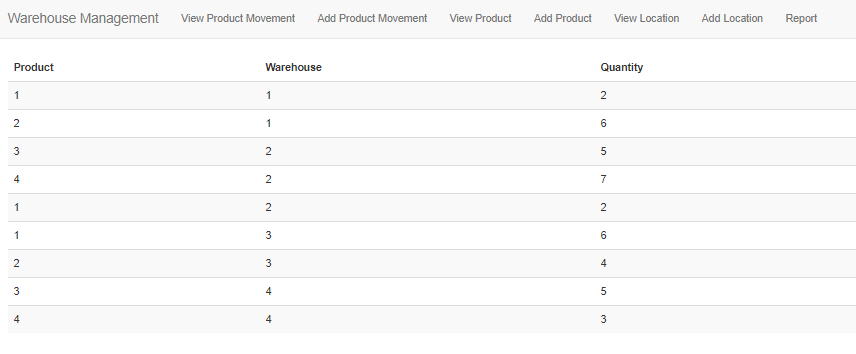 Warehouse Management View Product Movement Add Product Movement View Product Add Product View Location Add Location Report
Product Warehouse Quantity
1 1 2
2 1 6
3 2 5
4 2 7
1 2 2
1 3 6
2 3 4
3 4 5
4 4 3